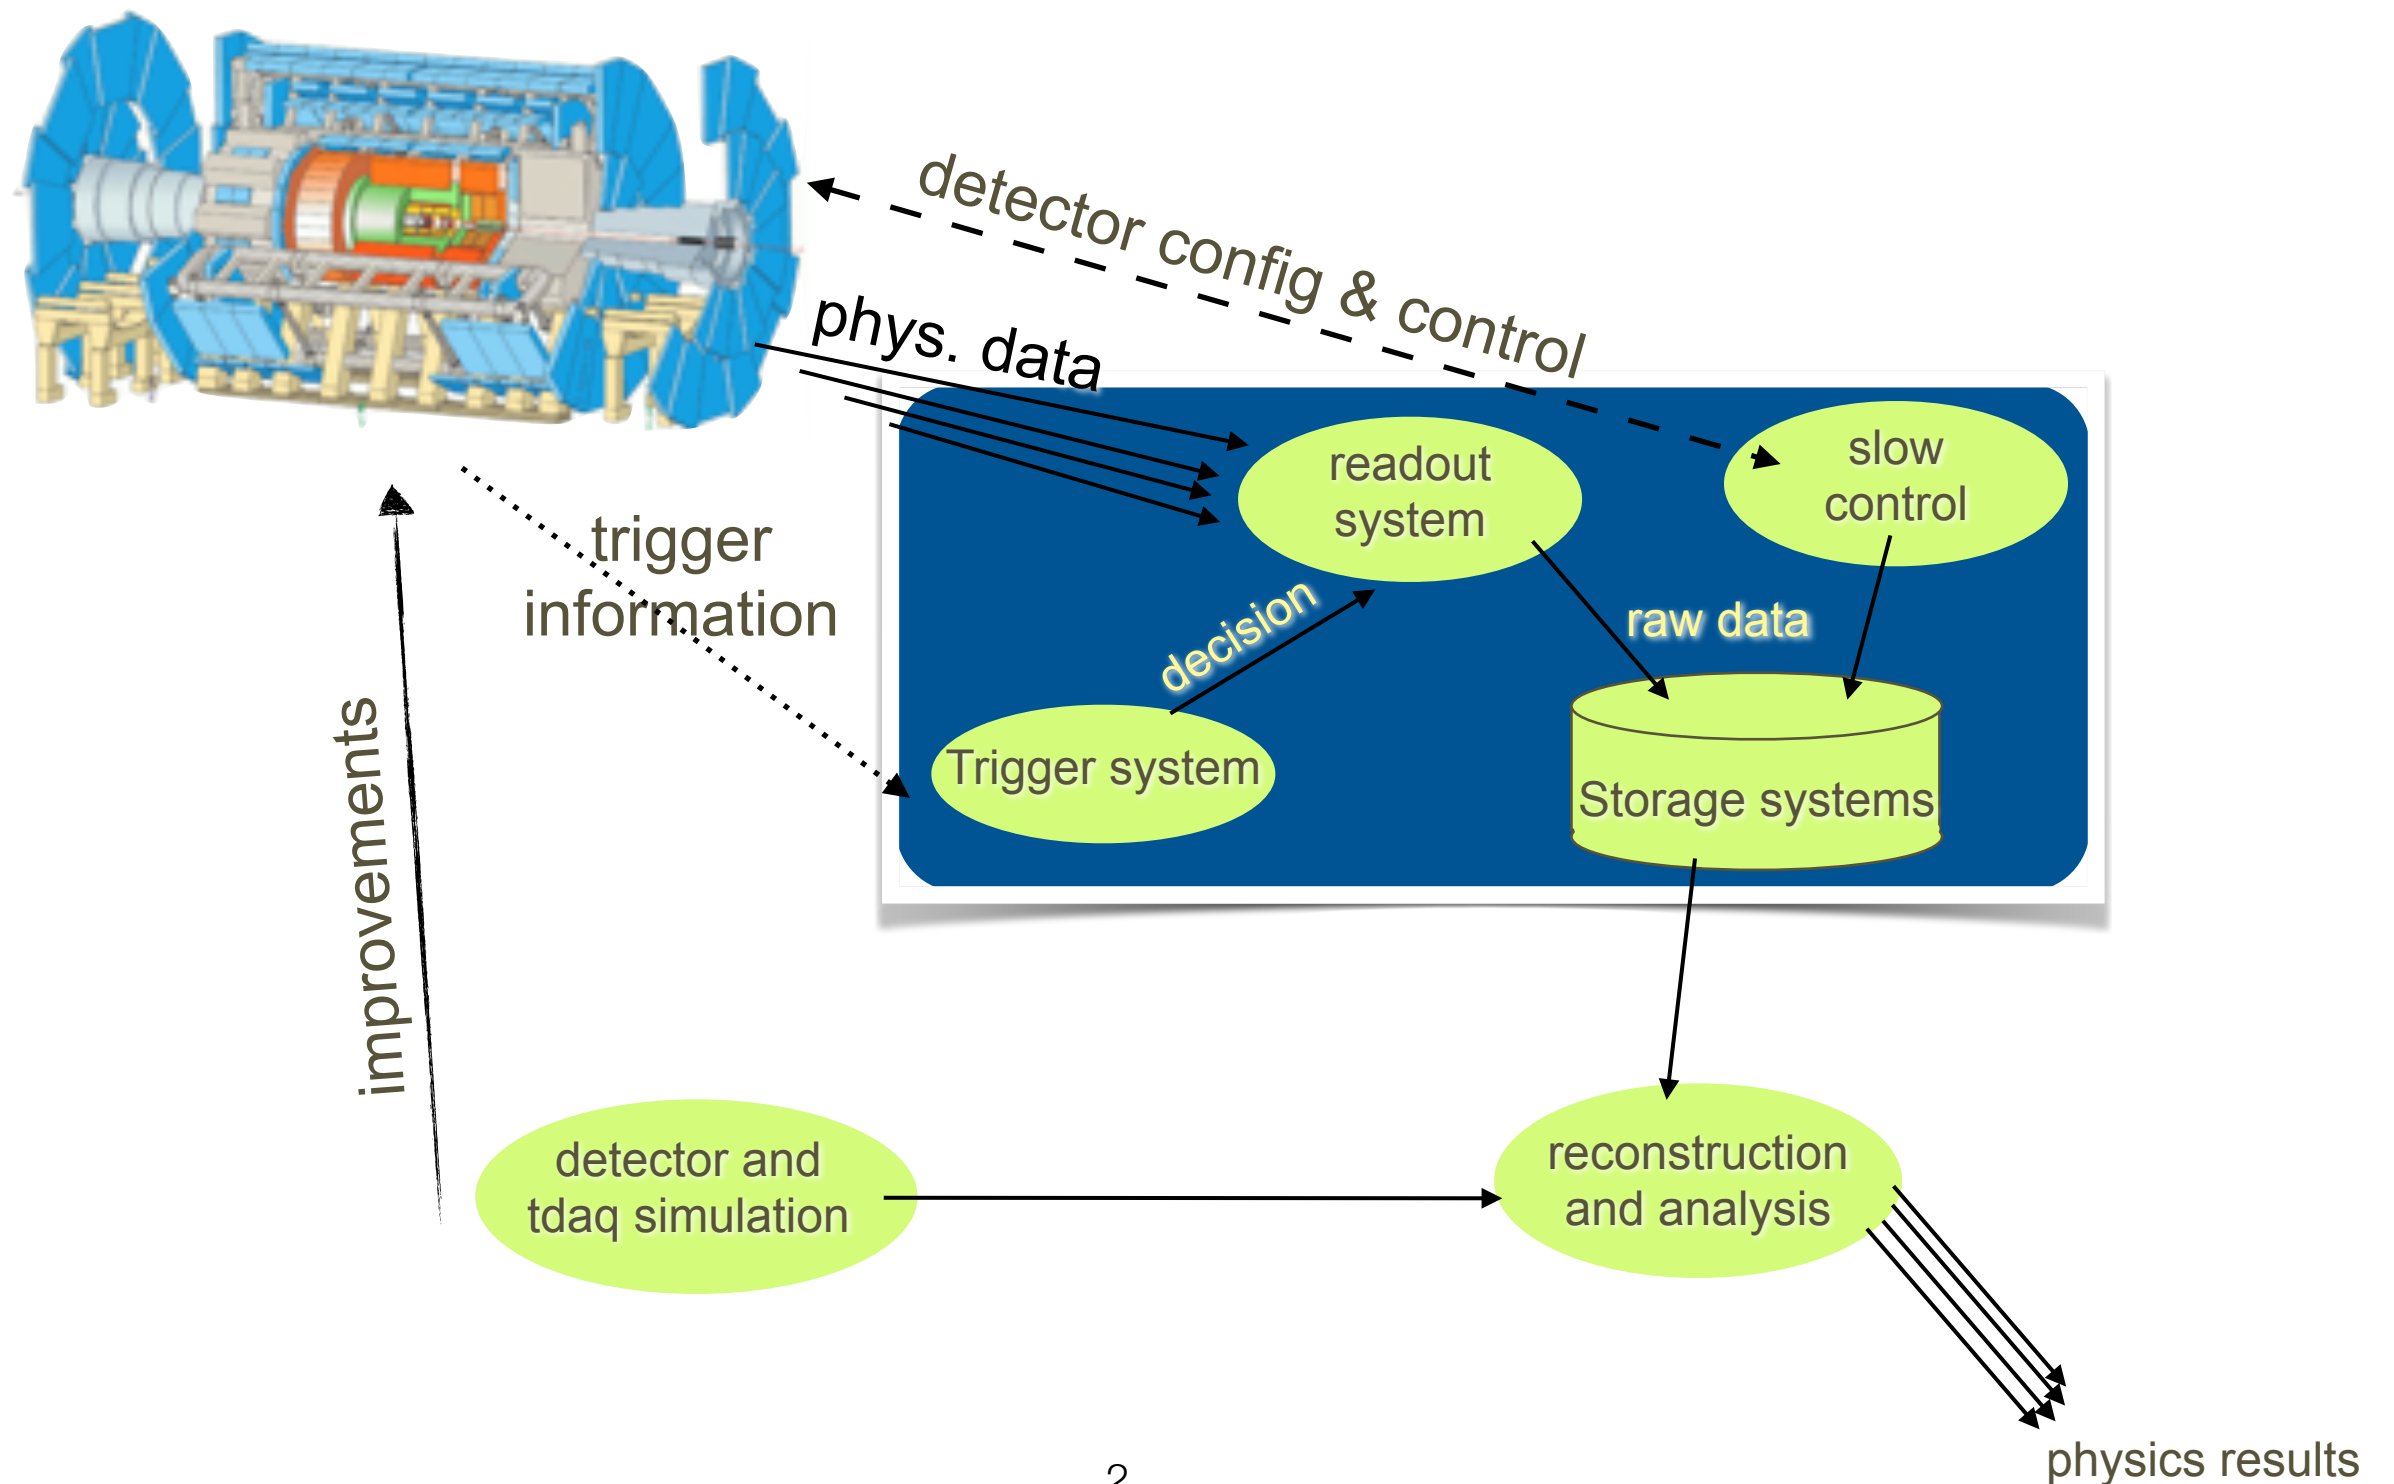 detector config & control
phys. data
readout
system
slow
control
trigger
information
decision
raw data
Trigger system
Storage systems
improvements
detector and
tdaq simulation
reconstruction
and analysis
physics results
2